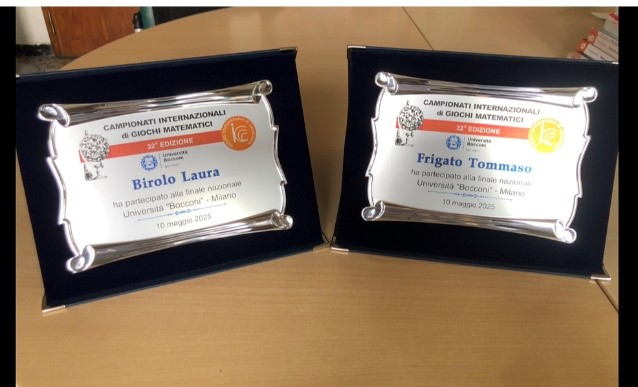 CAMPIONATI INTERNAZIONALI
di GIOCHI MATEMATICI
32ª EDIZIONE
Università
Bocconi
Birolo Laura
ha partecipato alla finale nazionale
Università "Bocconi" - Milano
10 maggio 2025
CAMPIONATI INTERNAZIONALI
di GIOCHI MATEMATICI
32ª EDIZIONE
Università
Bocconi
Frigato Tommaso
ha partecipato alla finale nazionale
Università "Bocconi" - Milano
10 maggio 2025